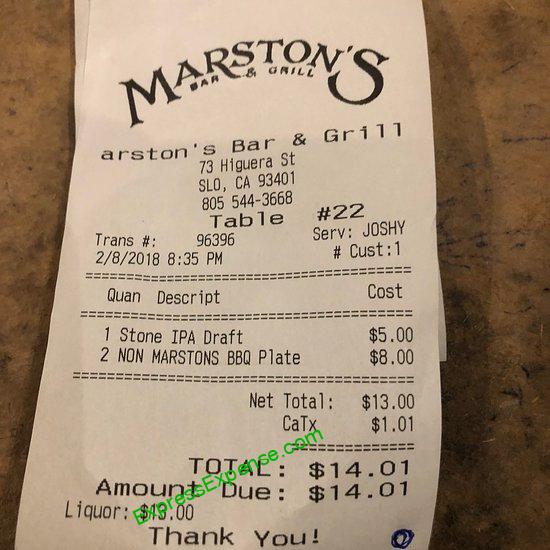 MARSTON'S
BAR & GRILL
arston's Bar & Grill
73 Higuera St
SLO, CA 93401
805 544-3668
Table #22
Trans #: 96396 Serv: JOSHY
2/8/2018 8:35 PM # Cust:1
Quan Descript Cost
1 Stone IPA Draft $5.00
2 NON MARSTONS BBQ Plate $8.00
Net Total: $13.00
CaTx $1.01
TOTAL: $14.01
Amount Due: $14.01
Liquor:
ExpressExpense.com
Thank You!